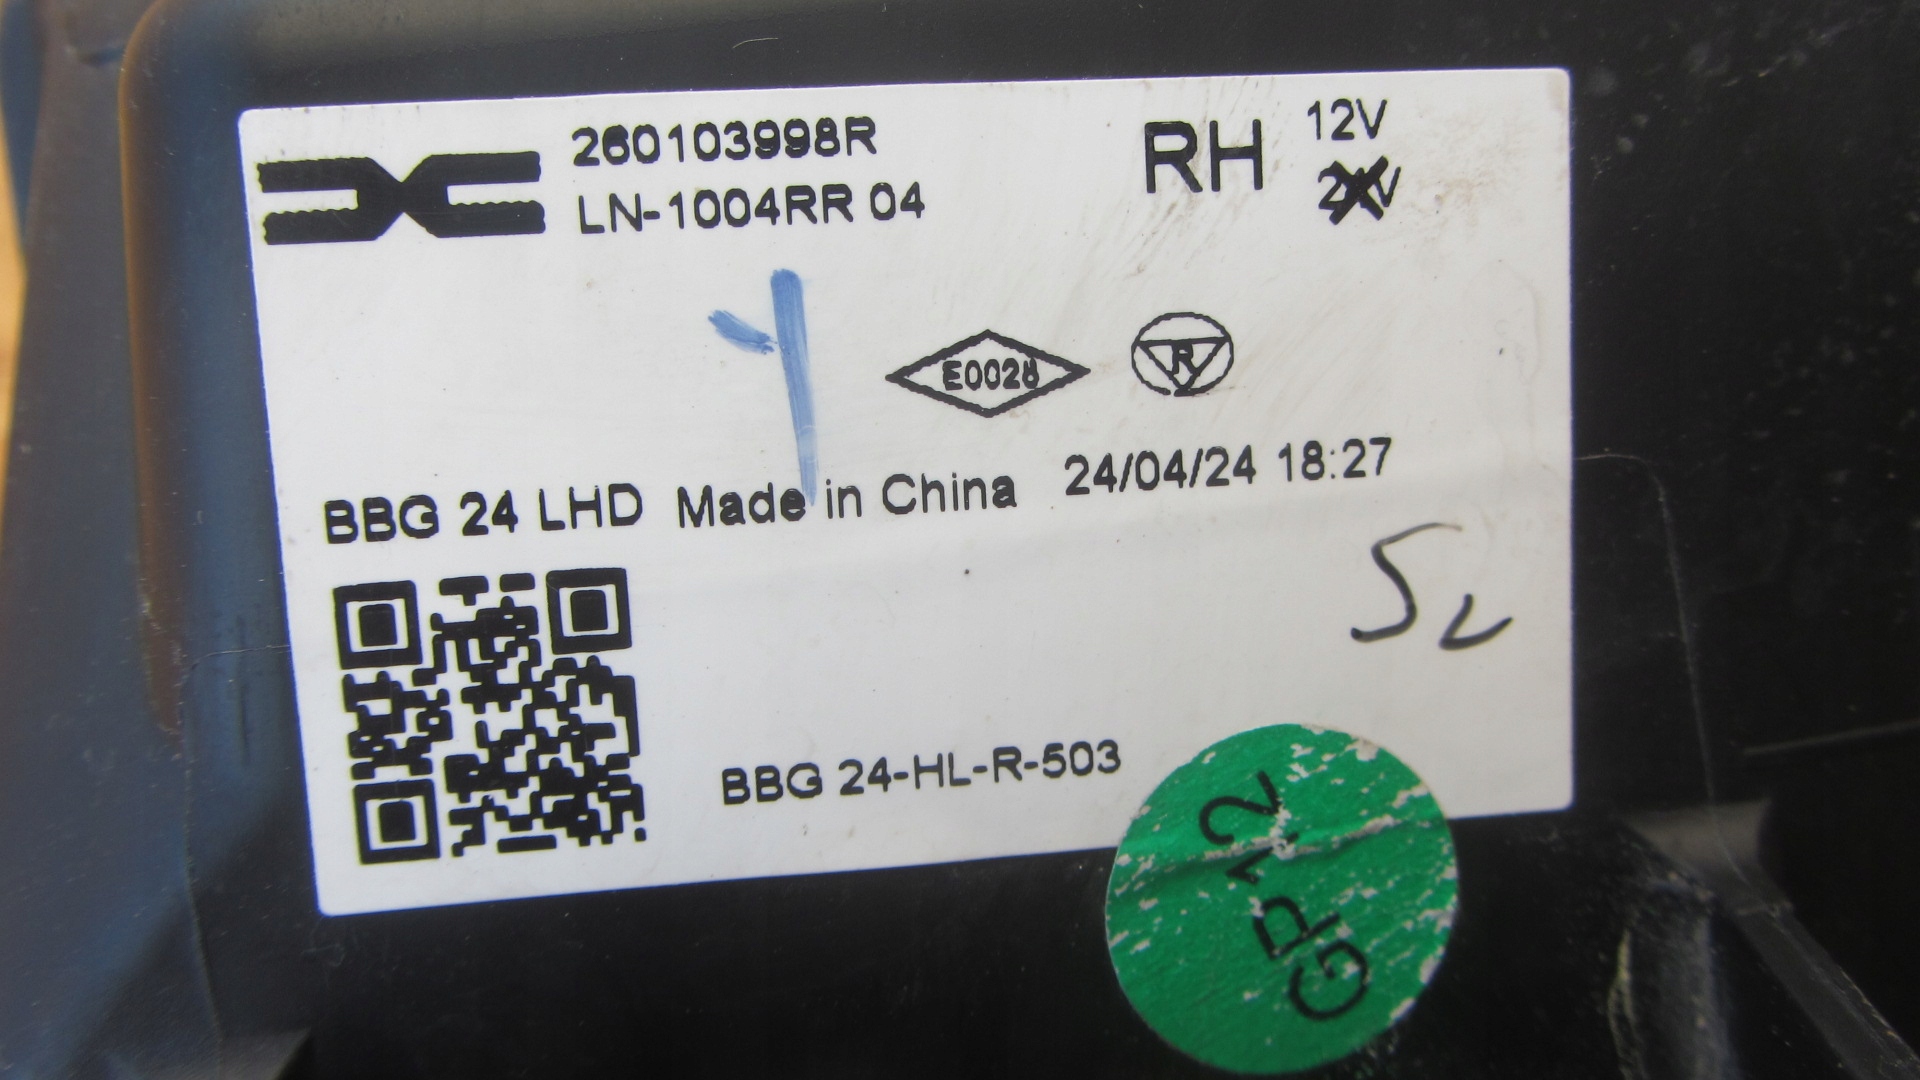 260103998R
LN-1004RR 04
RH
12V
24V
E0028
R
BBG 24 LHD Made in China 24/04/24 18:27
BBG 24-HL-R-503
GP12